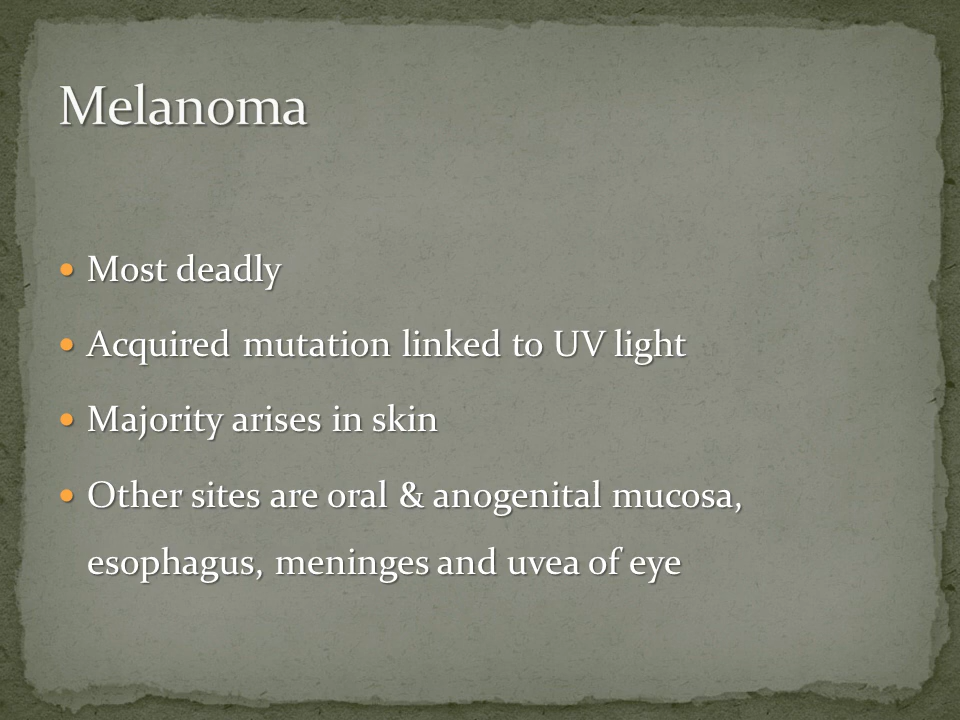 Melanoma
• Most deadly
• Acquired mutation linked to UV light
• Majority arises in skin
• Other sites are oral & anogenital mucosa,
esophagus, meninges and uvea of eye